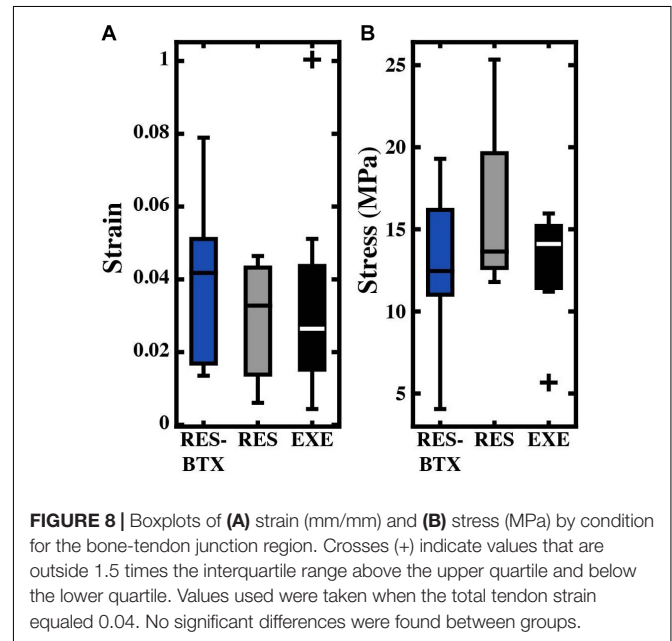 A
B
1
0.08
0.06
0.04
0.02
0
Strain
RES-
BTX
RES
EXE
25
20
15
10
5
Stress (MPa)
RES-
BTX
RES
EXE
FIGURE 8 | Boxplots of (A) strain (mm/mm) and (B) stress (MPa) by condition
for the bone-tendon junction region. Crosses (+) indicate values that are
outside 1.5 times the interquartile range above the upper quartile and below
the lower quartile. Values used were taken when the total tendon strain
equaled 0.04. No significant differences were found between groups.